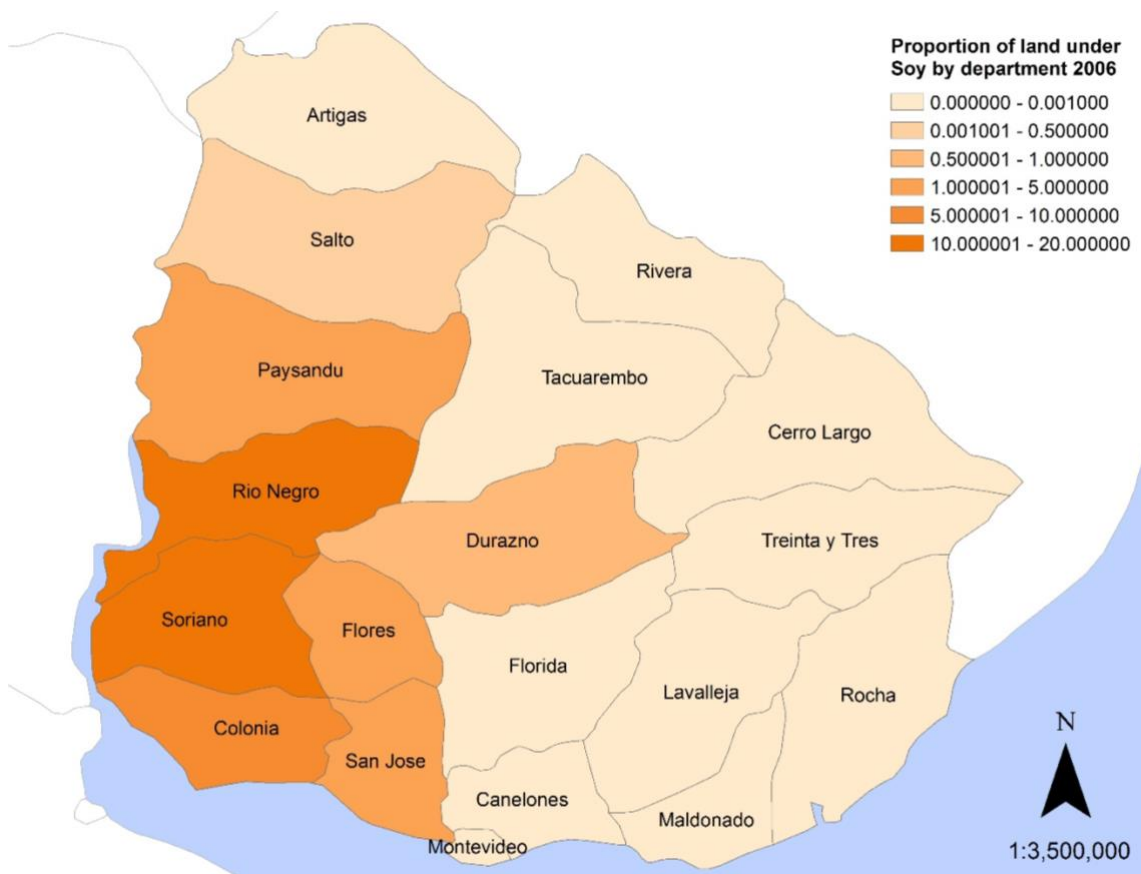 Proportion of land under
Soy by department 2006
0.000000 - 0.001000
0.001001 - 0.500000
0.500001 - 1.000000
1.000001 - 5.000000
5.000001 - 10.000000
10.000001 - 20.000000
Artigas
Salto
Rivera
Paysandu
Tacuarembo
Cerro Largo
Rio Negro
Durazno
Treinta y Tres
Soriano
Flores
Florida
Lavalleja
Rocha
Colonia
San Jose
Canelones
Maldonado
Montevideo
N
1:3,500,000